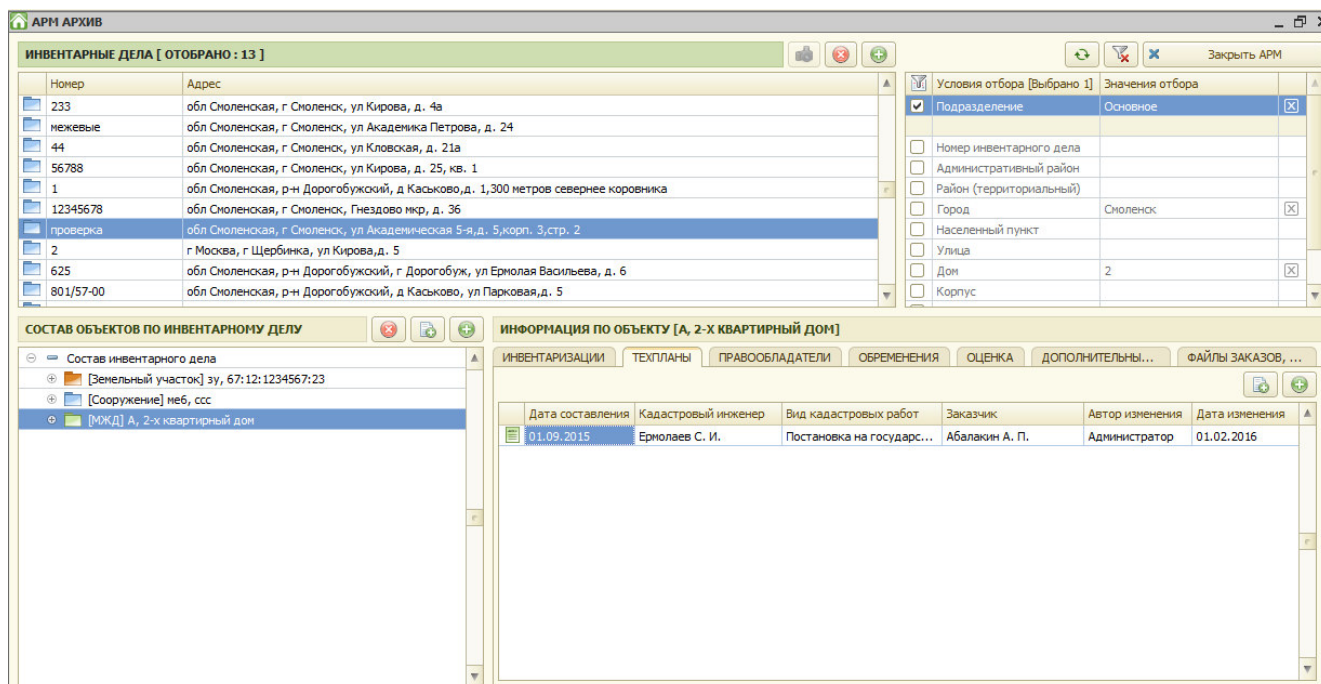 АРМ АРХИВ
ИНВЕНТАРНЫЕ ДЕЛА [ ОТОБРАНО : 13 ]
Закрыть АРМ
Номер Адрес
233 обл Смоленская, г Смоленск, ул Кирова, д. 4а
межевые обл Смоленская, г Смоленск, ул Академика Петрова, д. 24
44 обл Смоленская, г Смоленск, ул Кловская, д. 21а
56788 обл Смоленская, г Смоленск, ул Кирова, д. 25, кв. 1
1 обл Смоленская, р-н Дорогобужский, д Каськово,д. 1,300 метров севернее коровника
12345678 обл Смоленская, г Смоленск, Гнездово мкр, д. 36
проверка обл Смоленская, г Смоленск, ул Академическая 5-я,д. 5,корп. 3,стр. 2
2 г Москва, г Щербинка, ул Кирова,д. 5
625 обл Смоленская, р-н Дорогобужский, г Дорогобуж, ул Ермолая Васильева, д. 6
801/57-00 обл Смоленская, р-н Дорогобужский, д Каськово, ул Парковая,д. 5
Условия отбора [Выбрано 1] Значения отбора
Подразделение Основное
Номер инвентарного дела
Административный район
Район (территориальный)
Город Смоленск
Населенный пункт
Улица
Дом 2
Корпус
СОСТАВ ОБЪЕКТОВ ПО ИНВЕНТАРНОМУ ДЕЛУ
Состав инвентарного дела
[Земельный участок] зу, 67:12:1234567:23
[Сооружение] меб, ссс
[МЖД] А, 2-х квартирный дом
ИНФОРМАЦИЯ ПО ОБЪЕКТУ [А, 2-Х КВАРТИРНЫЙ ДОМ]
ИНВЕНТАРИЗАЦИИ ТЕХПЛАНЫ ПРАВООБЛАДАТЕЛИ ОБРЕМЕНЕНИЯ ОЦЕНКА ДОПОЛНИТЕЛЬНЫ... ФАЙЛЫ ЗАКАЗОВ, ...
Дата составления Кадастровый инженер Вид кадастровых работ Заказчик Автор изменения Дата изменения
01.09.2015 Ермолаев С. И. Постановка на государс... Абалакин А. П. Администратор 01.02.2016